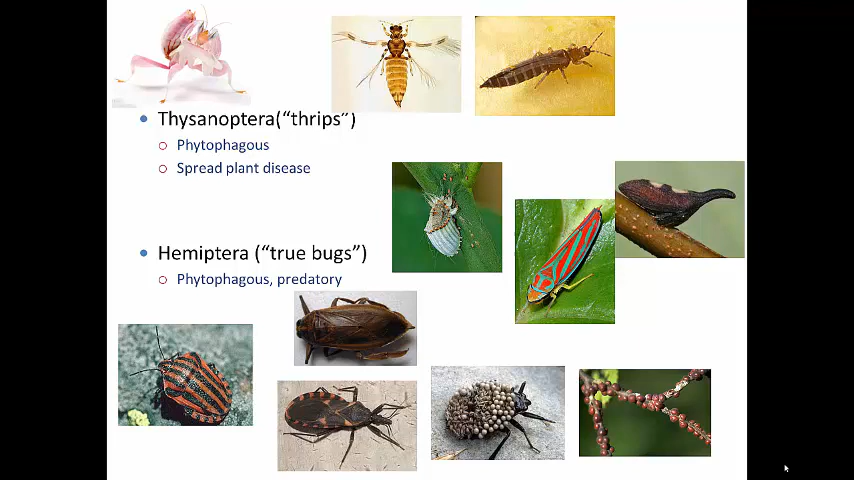 Thysanoptera(“thrips”)
Phytophagous
Spread plant disease
Hemiptera (“true bugs”)
Phytophagous, predatory